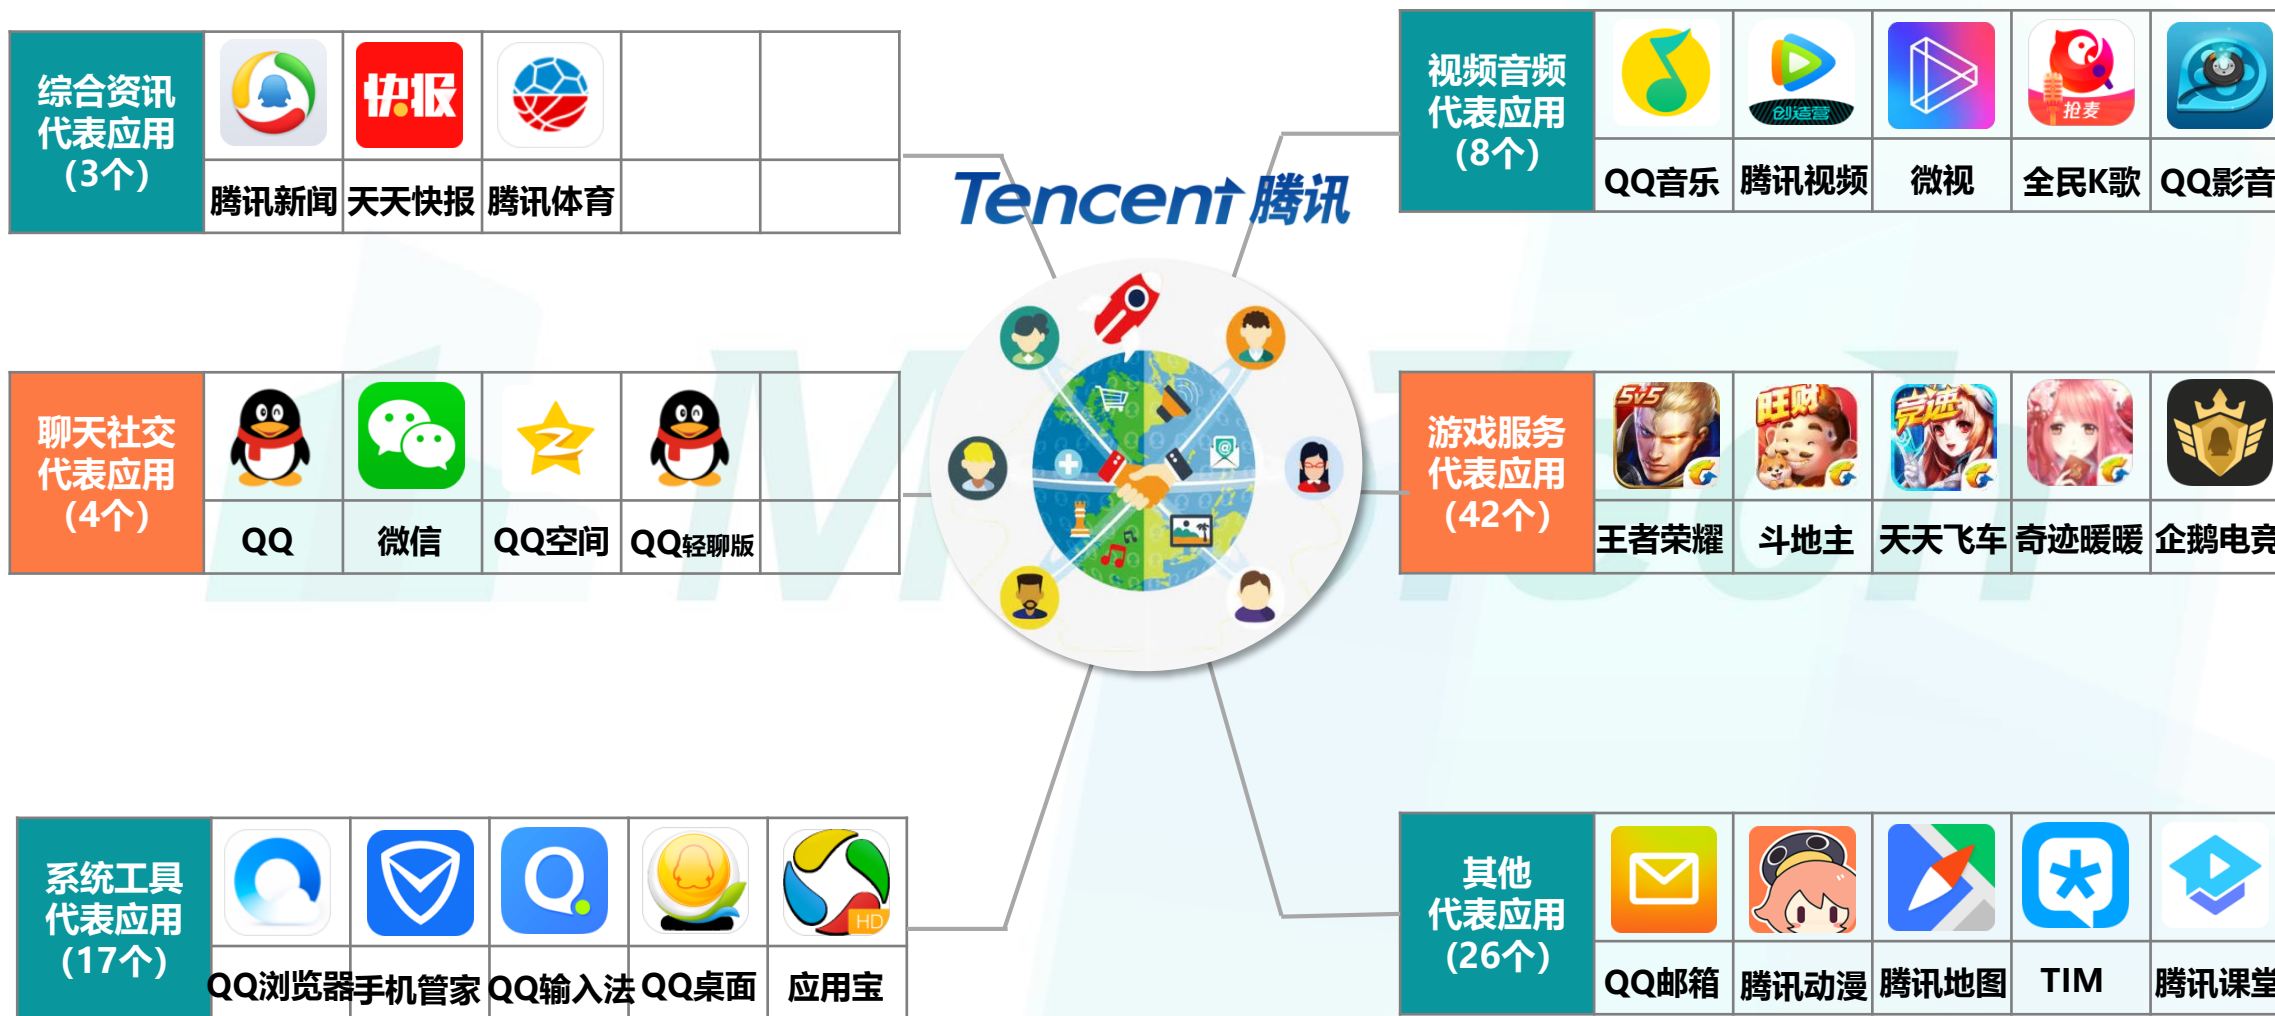 综合资讯
代表应用
（3个）
快报
腾讯新闻 天天快报 腾讯体育
Tencent 腾讯
视频音频
代表应用
（8个）
创造营
抢麦
QQ音乐 腾讯视频 微视 全民K歌 QQ影音
聊天社交
代表应用
（4个）
QQ 微信 QQ空间 QQ轻聊版
游戏服务
代表应用
（42个）
5v5
旺财
竞速
王者荣耀 斗地主 天天飞车 奇迹暖暖 企鹅电竞
系统工具
代表应用
（17个）
HD
QQ浏览器 手机管家 QQ输入法 QQ桌面 应用宝
其他
代表应用
（26个）
QQ邮箱 腾讯动漫 腾讯地图 TIM 腾讯课堂